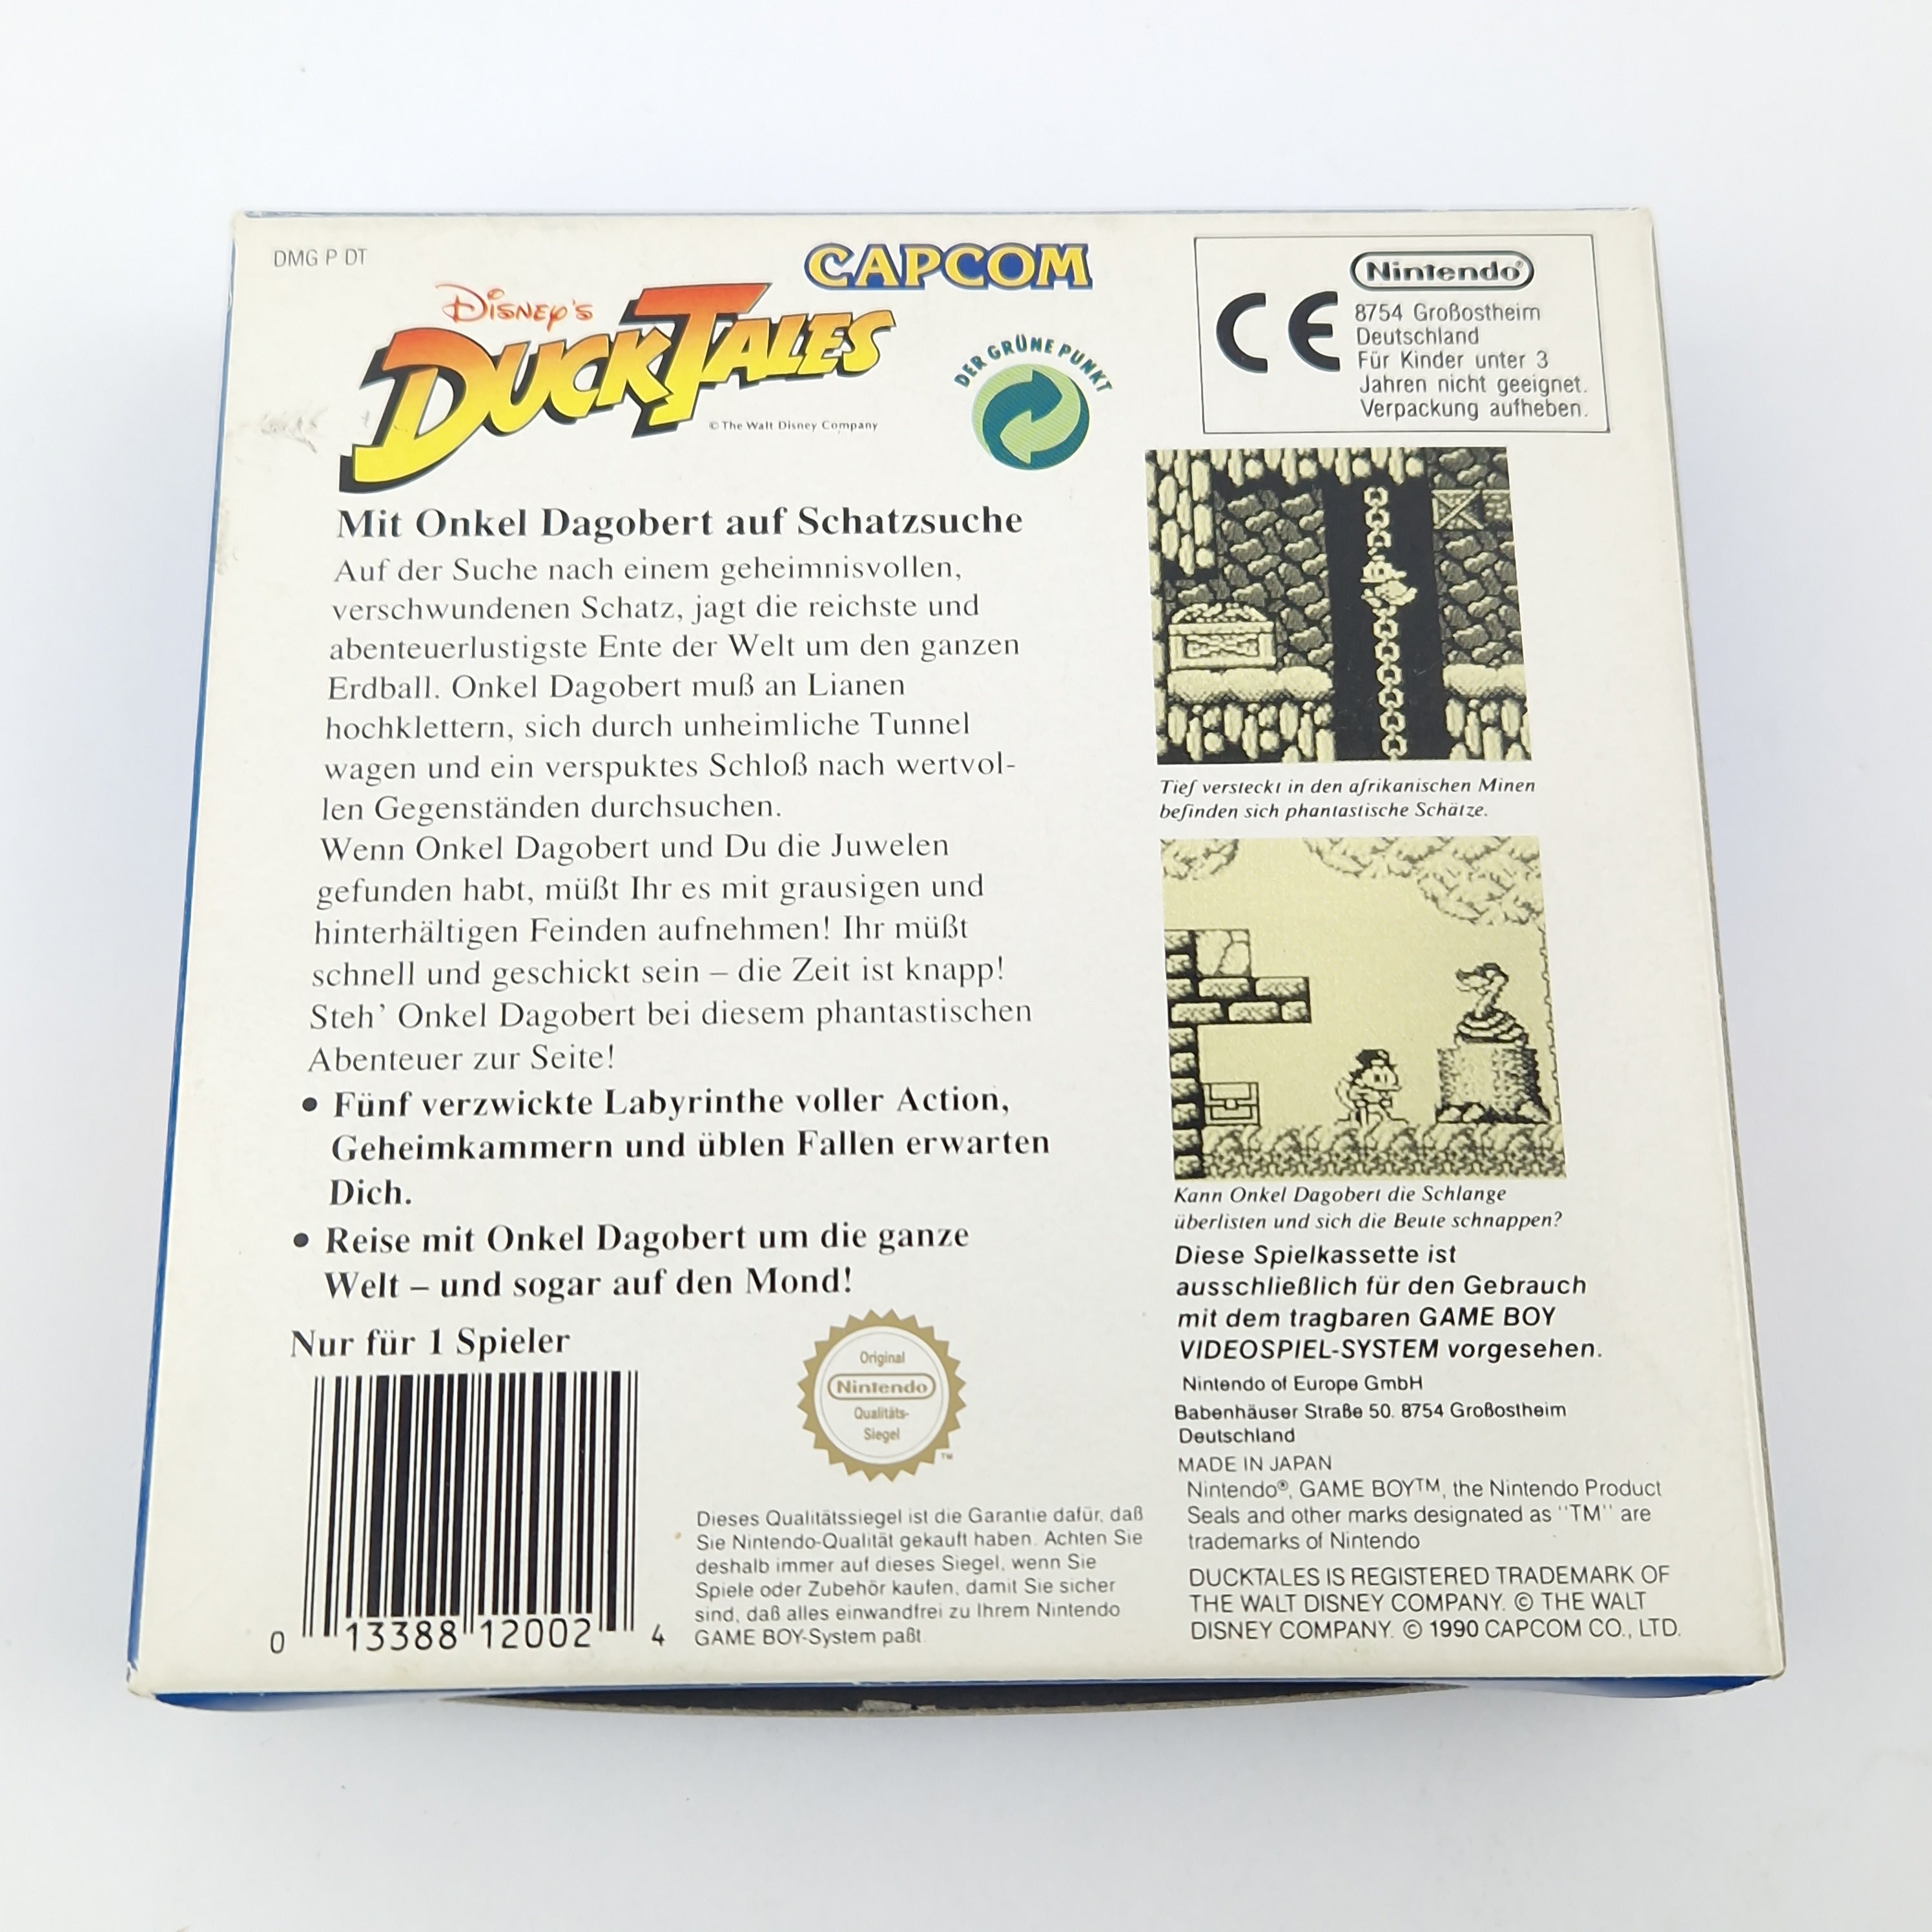 DMG P DT
CAPCOM
DISNEY'S
DUCKTALES
© The Walt Disney Company
DER GRÜNE PUNKT
CE
Nintendo®
8754 Großostheim
Deutschland
Für Kinder unter 3
Jahren nicht geeignet.
Verpackung aufheben.
Mit Onkel Dagobert auf Schatzsuche
Auf der Suche nach einem geheimnisvollen,
verschwundenen Schatz, jagt die reichste und
abenteuerlustigste Ente der Welt um den ganzen
Erdball. Onkel Dagobert muß an Lianen
hochklettern, sich durch unheimliche Tunnel
wagen und ein verspuktes Schloß nach wertvol-
len Gegenständen durchsuchen.
Wenn Onkel Dagobert und Du die Juwelen
gefunden habt, müßt Ihr es mit grausigen und
hinterhältigen Feinden aufnehmen! Ihr müßt
schnell und geschickt sein – die Zeit ist knapp!
Steh' Onkel Dagobert bei diesem phantastischen
Abenteuer zur Seite!
• Fünf verzwickte Labyrinthe voller Action,
Geheimkammern und üblen Fallen erwarten
Dich.
• Reise mit Onkel Dagobert um die ganze
Welt – und sogar auf den Mond!
Nur für 1 Spieler
0 13388 12002 4
Original
Nintendo
Qualitäts-
Siegel
TM
Dieses Qualitätssiegel ist die Garantie dafür, daß
Sie Nintendo-Qualität gekauft haben. Achten Sie
deshalb immer auf dieses Siegel, wenn Sie
Spiele oder Zubehör kaufen, damit Sie sicher
sind, daß alles einwandfrei zu Ihrem Nintendo
GAME BOY-System paßt.
Tief versteckt in den afrikanischen Minen
befinden sich phantastische Schätze.
Kann Onkel Dagobert die Schlange
überlisten und sich die Beute schnappen?
Diese Spielkassette ist
ausschließlich für den Gebrauch
mit dem tragbaren GAME BOY
VIDEOSPIEL-SYSTEM vorgesehen.
Nintendo of Europe GmbH
Babenhäuser Straße 50. 8754 Großostheim
Deutschland
MADE IN JAPAN
Nintendo®, GAME BOY™, the Nintendo Product
Seals and other marks designated as "TM" are
trademarks of Nintendo
DUCKTALES IS REGISTERED TRADEMARK OF
THE WALT DISNEY COMPANY. © THE WALT
DISNEY COMPANY. © 1990 CAPCOM CO., LTD.